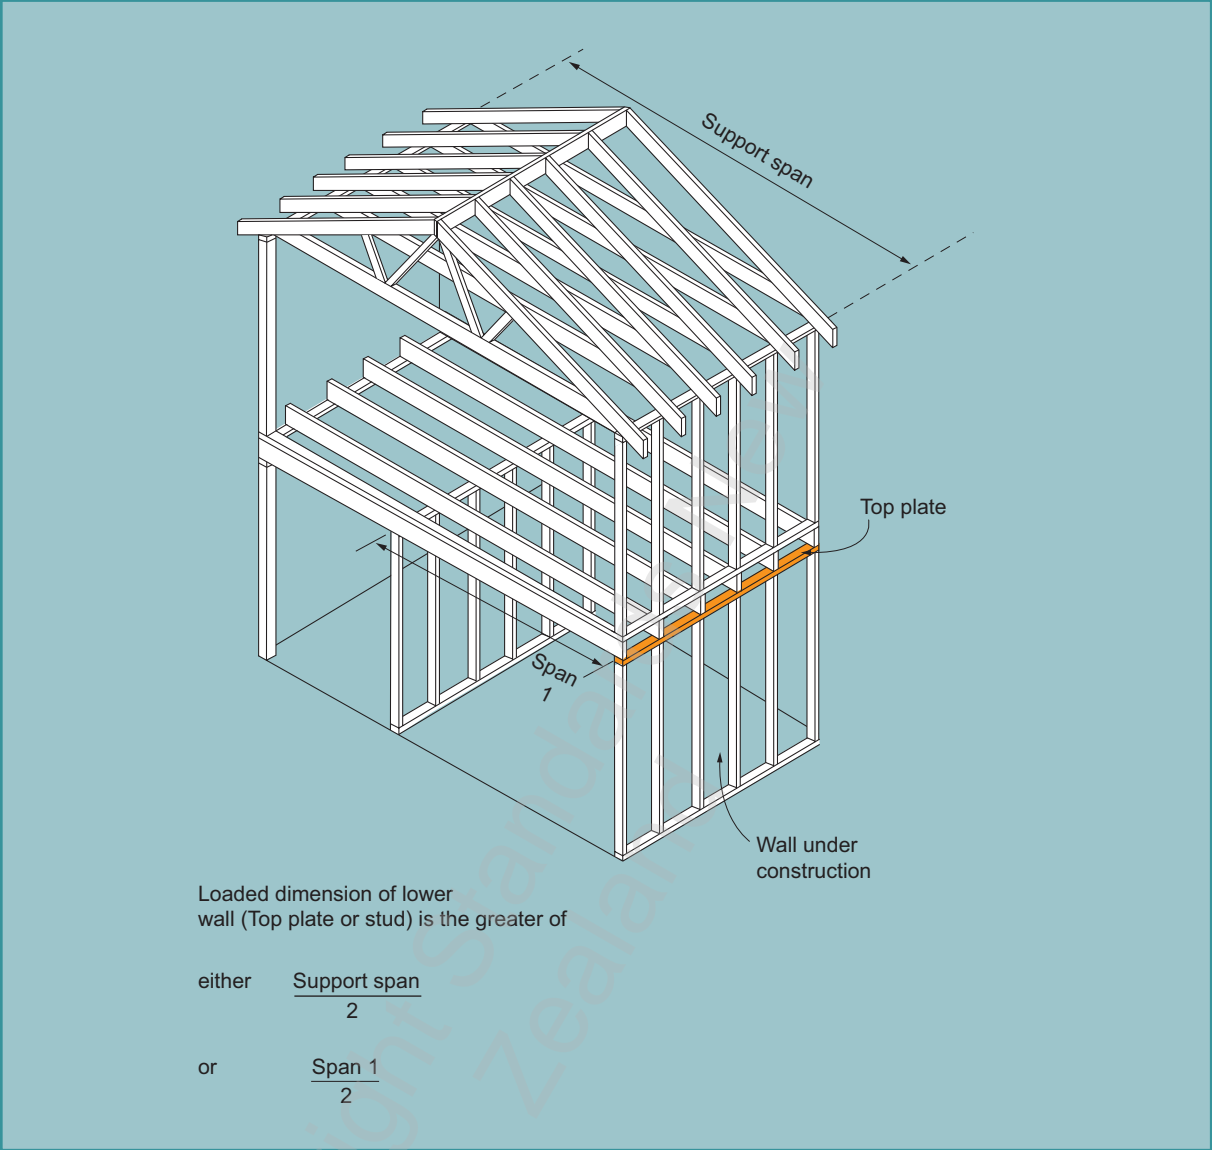 Support span
Top plate
Span
1
Wall under
construction
Loaded dimension of lower
wall (Top plate or stud) is the greater of
either Support span
2
or Span 1
2